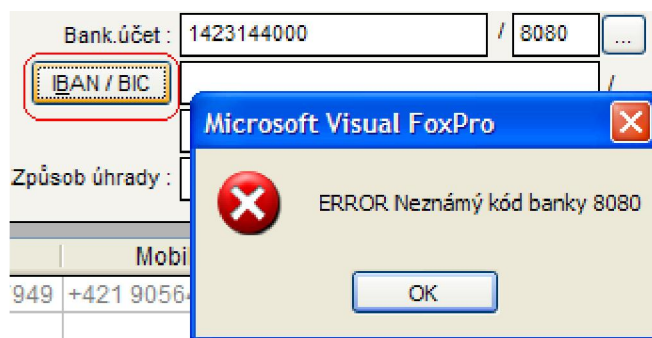 Bank.účet : 1423144000 / 8080 ...
IBAN / BIC /
Microsoft Visual FoxPro
Způsob úhrady :
ERROR Neznámý kód banky 8080
Mobil
949 +421 9056
OK